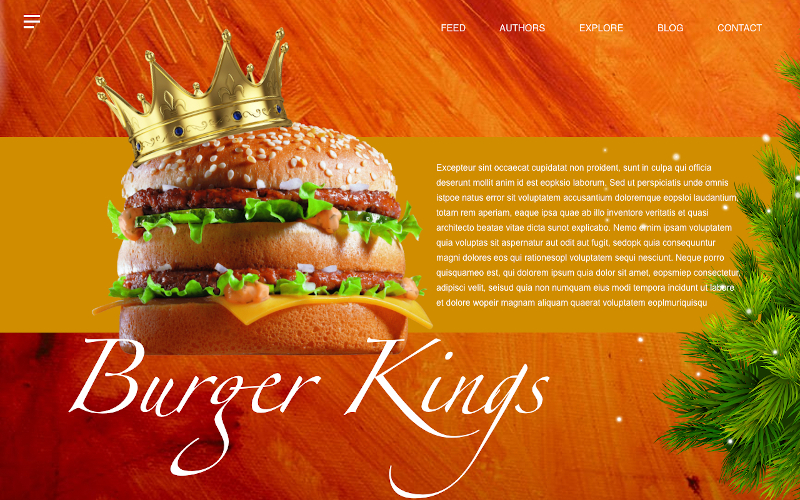 FEED AUTHORS EXPLORE BLOG CONTACT
Excepteur sint occaecat cupidatat non proident, sunt in culpa qui officia
deserunt mollit anim id est eopksio laborum. Sed ut perspiciatis unde omnis
istpoe natus error sit voluptatem accusantium doloremque eopsloi laudantium,
totam rem aperiam, eaque ipsa quae ab illo inventore veritatis et quasi
architecto beatae vitae dicta sunot explicabo. Nemo ernim ipsam voluptatem
quia voluptas sit aspernatur aut odit aut fugit, sedopk quia consequuntur
magni dolores eos qui rationesopl voluptatem sequi nesciunt. Neque porro
quisquameo est, qui dolorem ipsum quia dolor sit amet, eopsmiep consectetur,
adipisci velit, seisud quia non numquam eius modi tempora incidunt ut labore
et dolore wopeir magnam aliquam quaerat voluptatem eoplmuriquisqu
Burger Kings